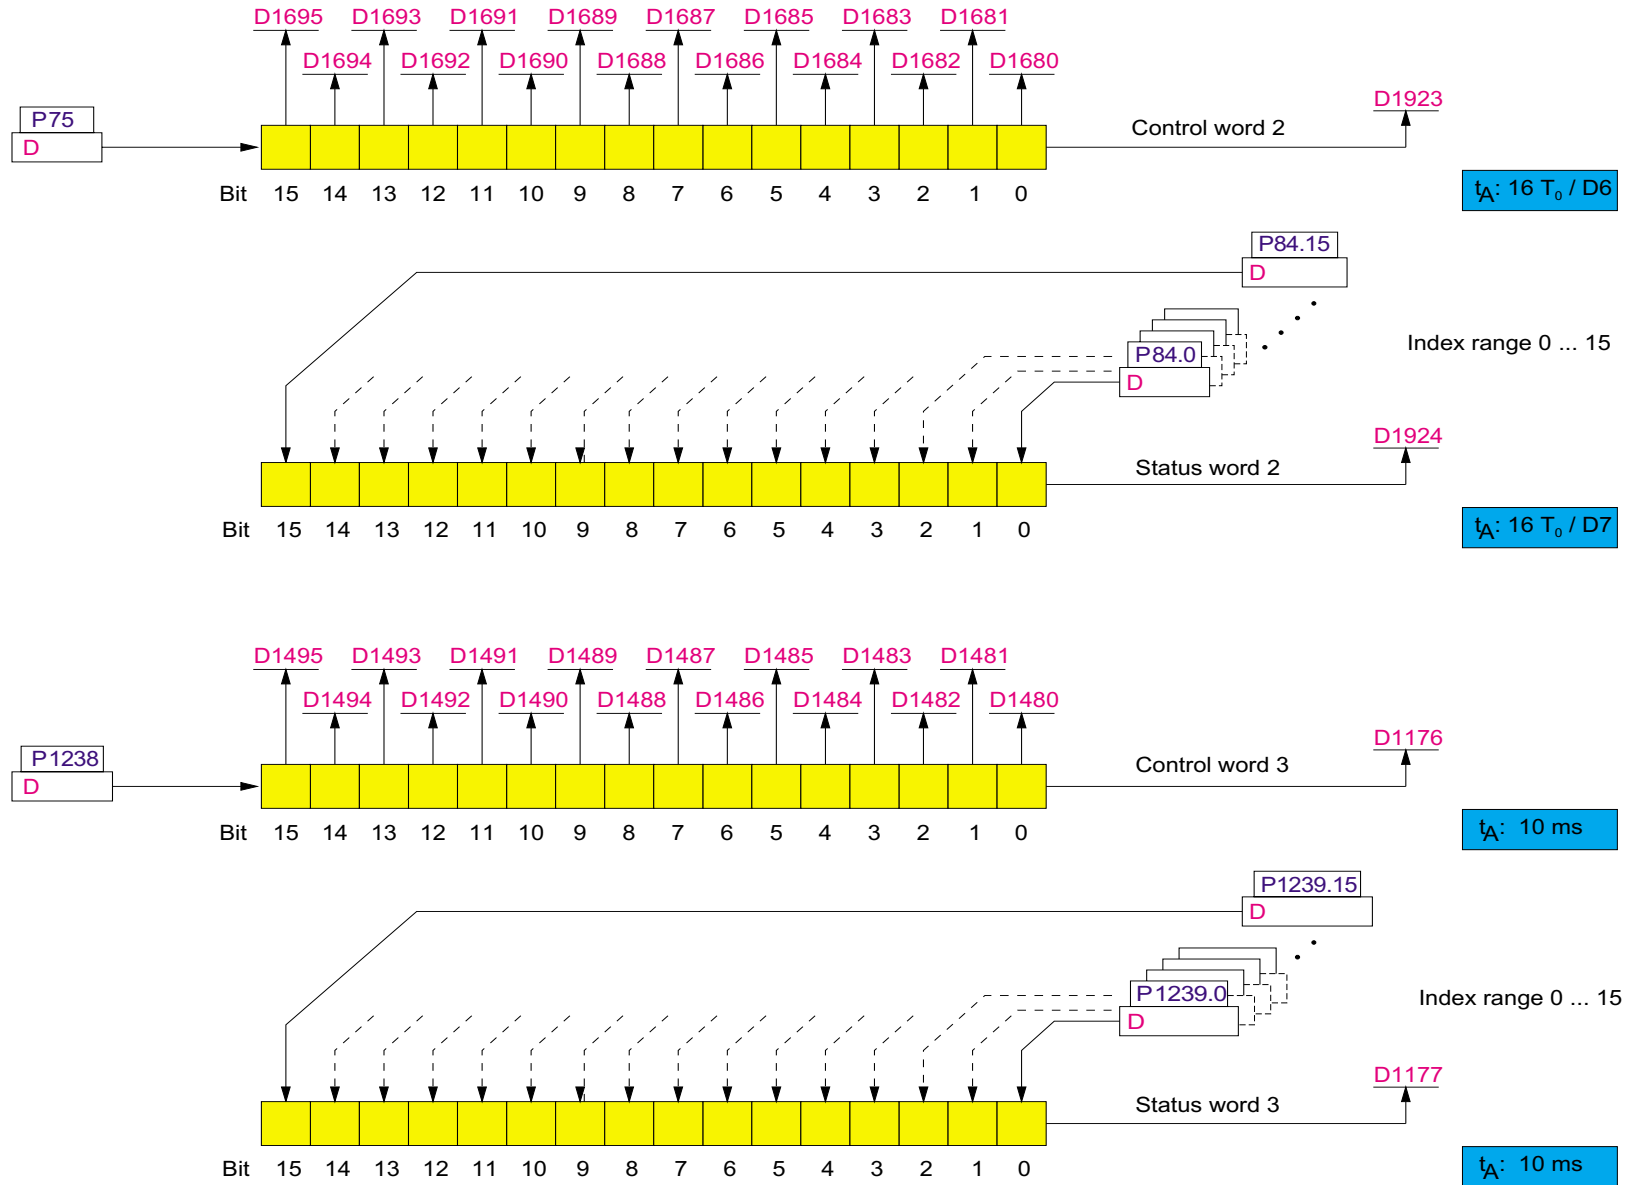 D1695 D1693 D1691 D1689 D1687 D1685 D1683 D1681
D1694 D1692 D1690 D1688 D1686 D1684 D1682 D1680
D1923
P75
D
Control word 2
Bit 15 14 13 12 11 10 9 8 7 6 5 4 3 2 1 0
tA: 16 T0 / D6
P84.15
D
Index range 0 ... 15
P84.0
D
D1924
Status word 2
Bit 15 14 13 12 11 10 9 8 7 6 5 4 3 2 1 0
tA: 16 T0 / D7
D1495 D1493 D1491 D1489 D1487 D1485 D1483 D1481
D1494 D1492 D1490 D1488 D1486 D1484 D1482 D1480
D1176
P1238
D
Control word 3
Bit 15 14 13 12 11 10 9 8 7 6 5 4 3 2 1 0
tA: 10 ms
P1239.15
D
P1239.0
Index range 0 ... 15
D
D1177
Status word 3
Bit 15 14 13 12 11 10 9 8 7 6 5 4 3 2 1 0
tA: 10 ms